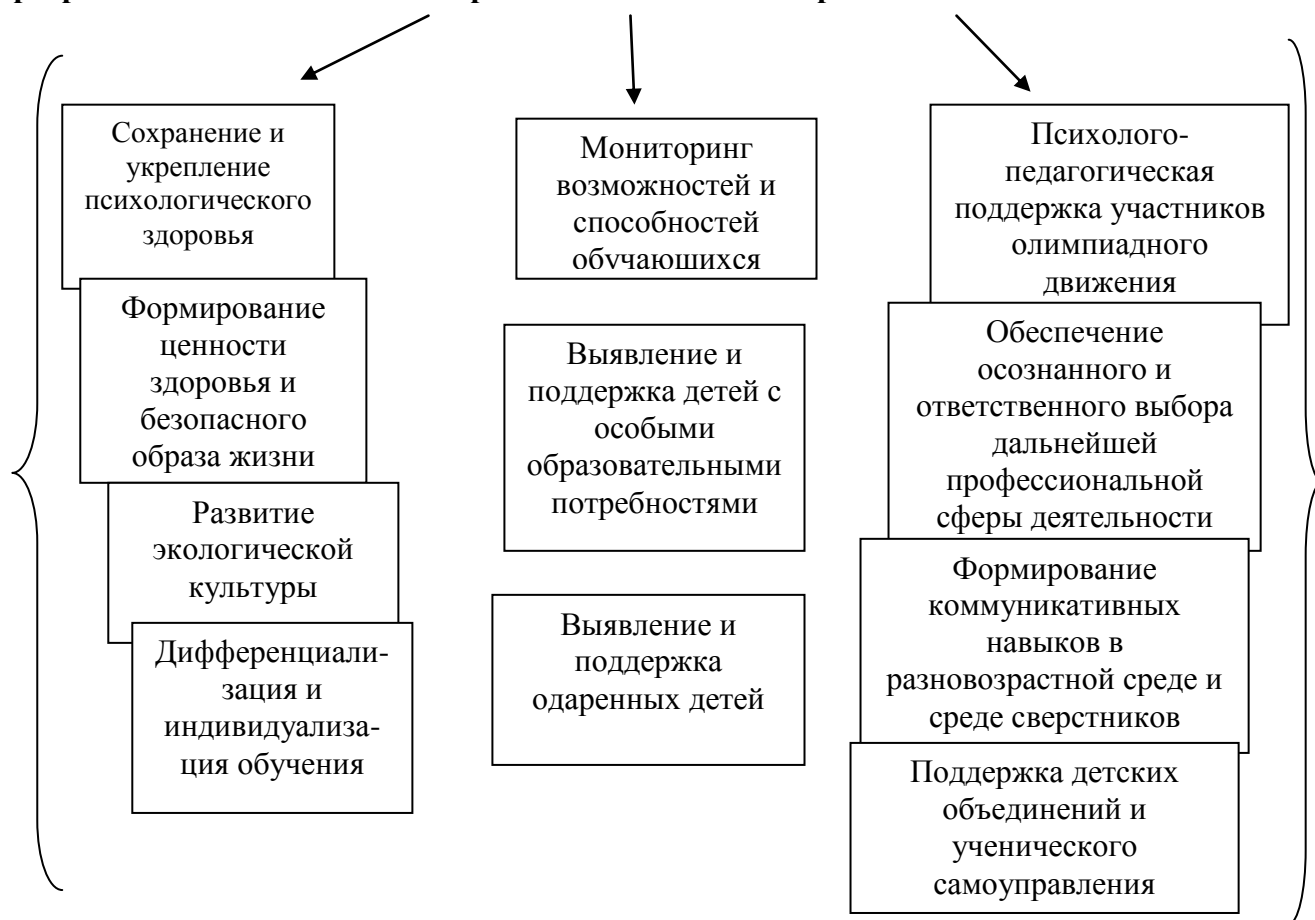 Сохранение и
укрепление
психологического
здоровья
Формирование
ценности
здоровья и
безопасного
образа жизни
Развитие
экологической
культуры
Дифференциали-
зация и
индивидуализа-
ция обучения
Мониторинг
возможностей и
способностей
обучающихся
Выявление и
поддержка детей с
особыми
образовательными
потребностями
Выявление и
поддержка
одаренных детей
Психолого-
педагогическая
поддержка участников
олимпиадного
движения
Обеспечение
осознанного и
ответственного выбора
дальнейшей
профессиональной
сферы деятельности
Формирование
коммуникативных
навыков в
разновозрастной среде и
среде сверстников
Поддержка детских
объединений и
ученического
самоуправления